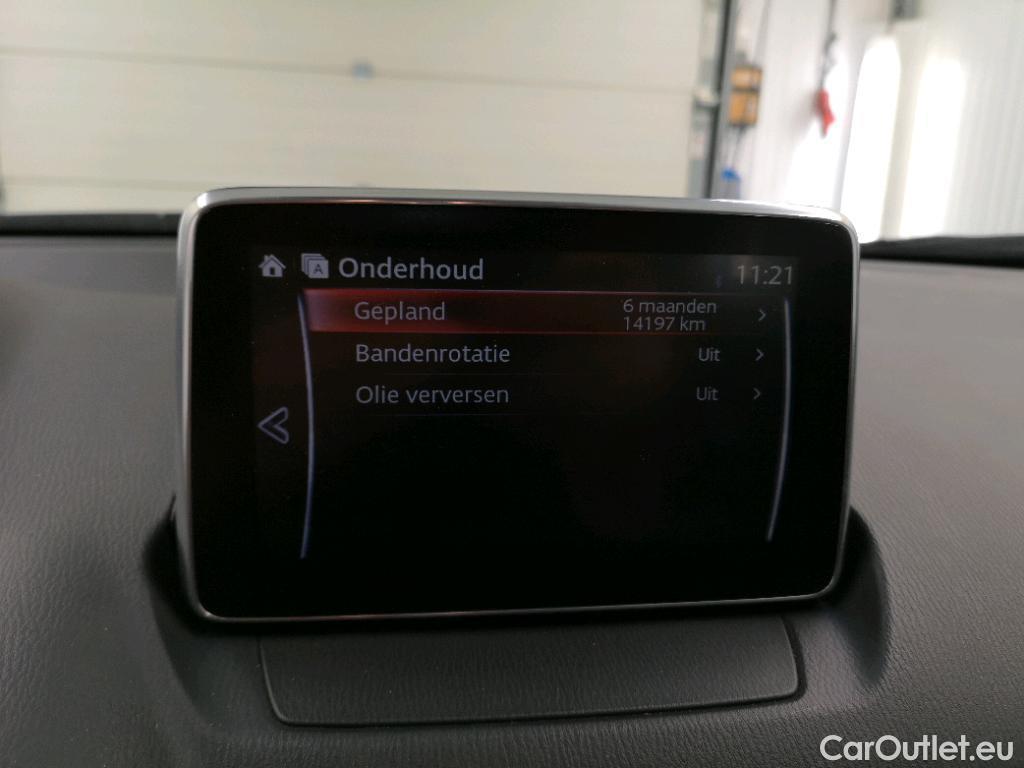 A Onderhoud 11:21
Gepland 6 maanden
14197 km
Bandenrotatie Uit
Olie verversen Uit
CarOutlet.eu